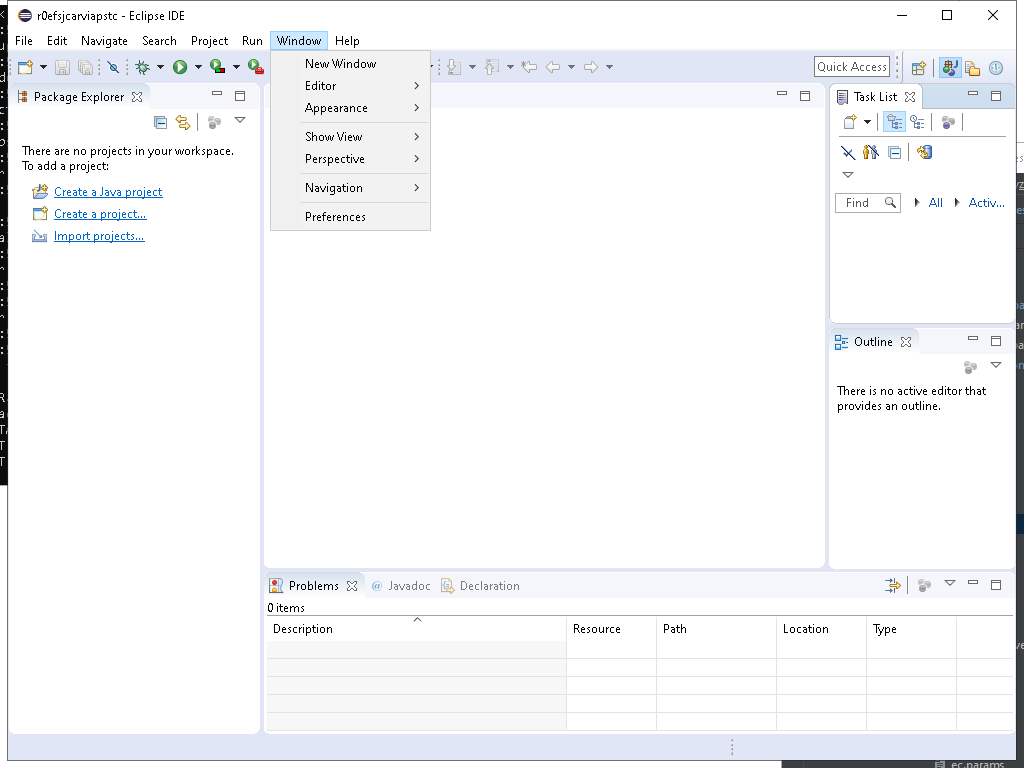 r0efsjcarviapstc - Eclipse IDE
File Edit Navigate Search Project Run Window Help
New Window
Editor
Appearance
Show View
Perspective
Navigation
Preferences
Quick Access
Package Explorer
There are no projects in your workspace.
To add a project:
Create a Java project
Create a project...
Import projects...
Task List
Find All Activ...
Outline
There is no active editor that
provides an outline.
Problems @ Javadoc Declaration
0 items
Description Resource Path Location Type
ec.params